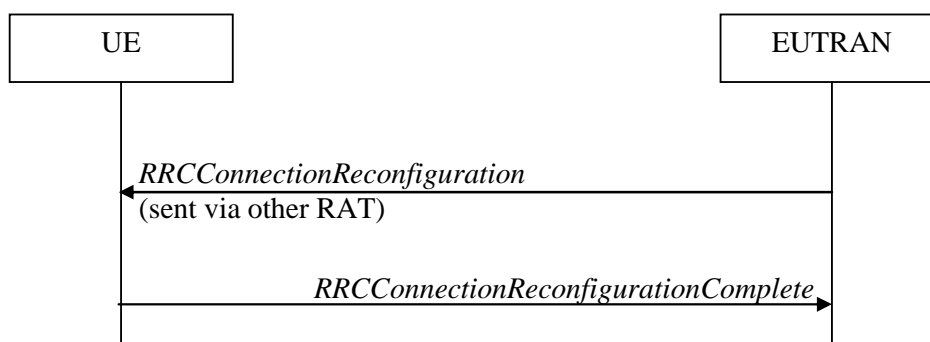 UE
EUTRAN
RRCConnectionReconfiguration
(sent via other RAT)
RRCConnectionReconfigurationComplete